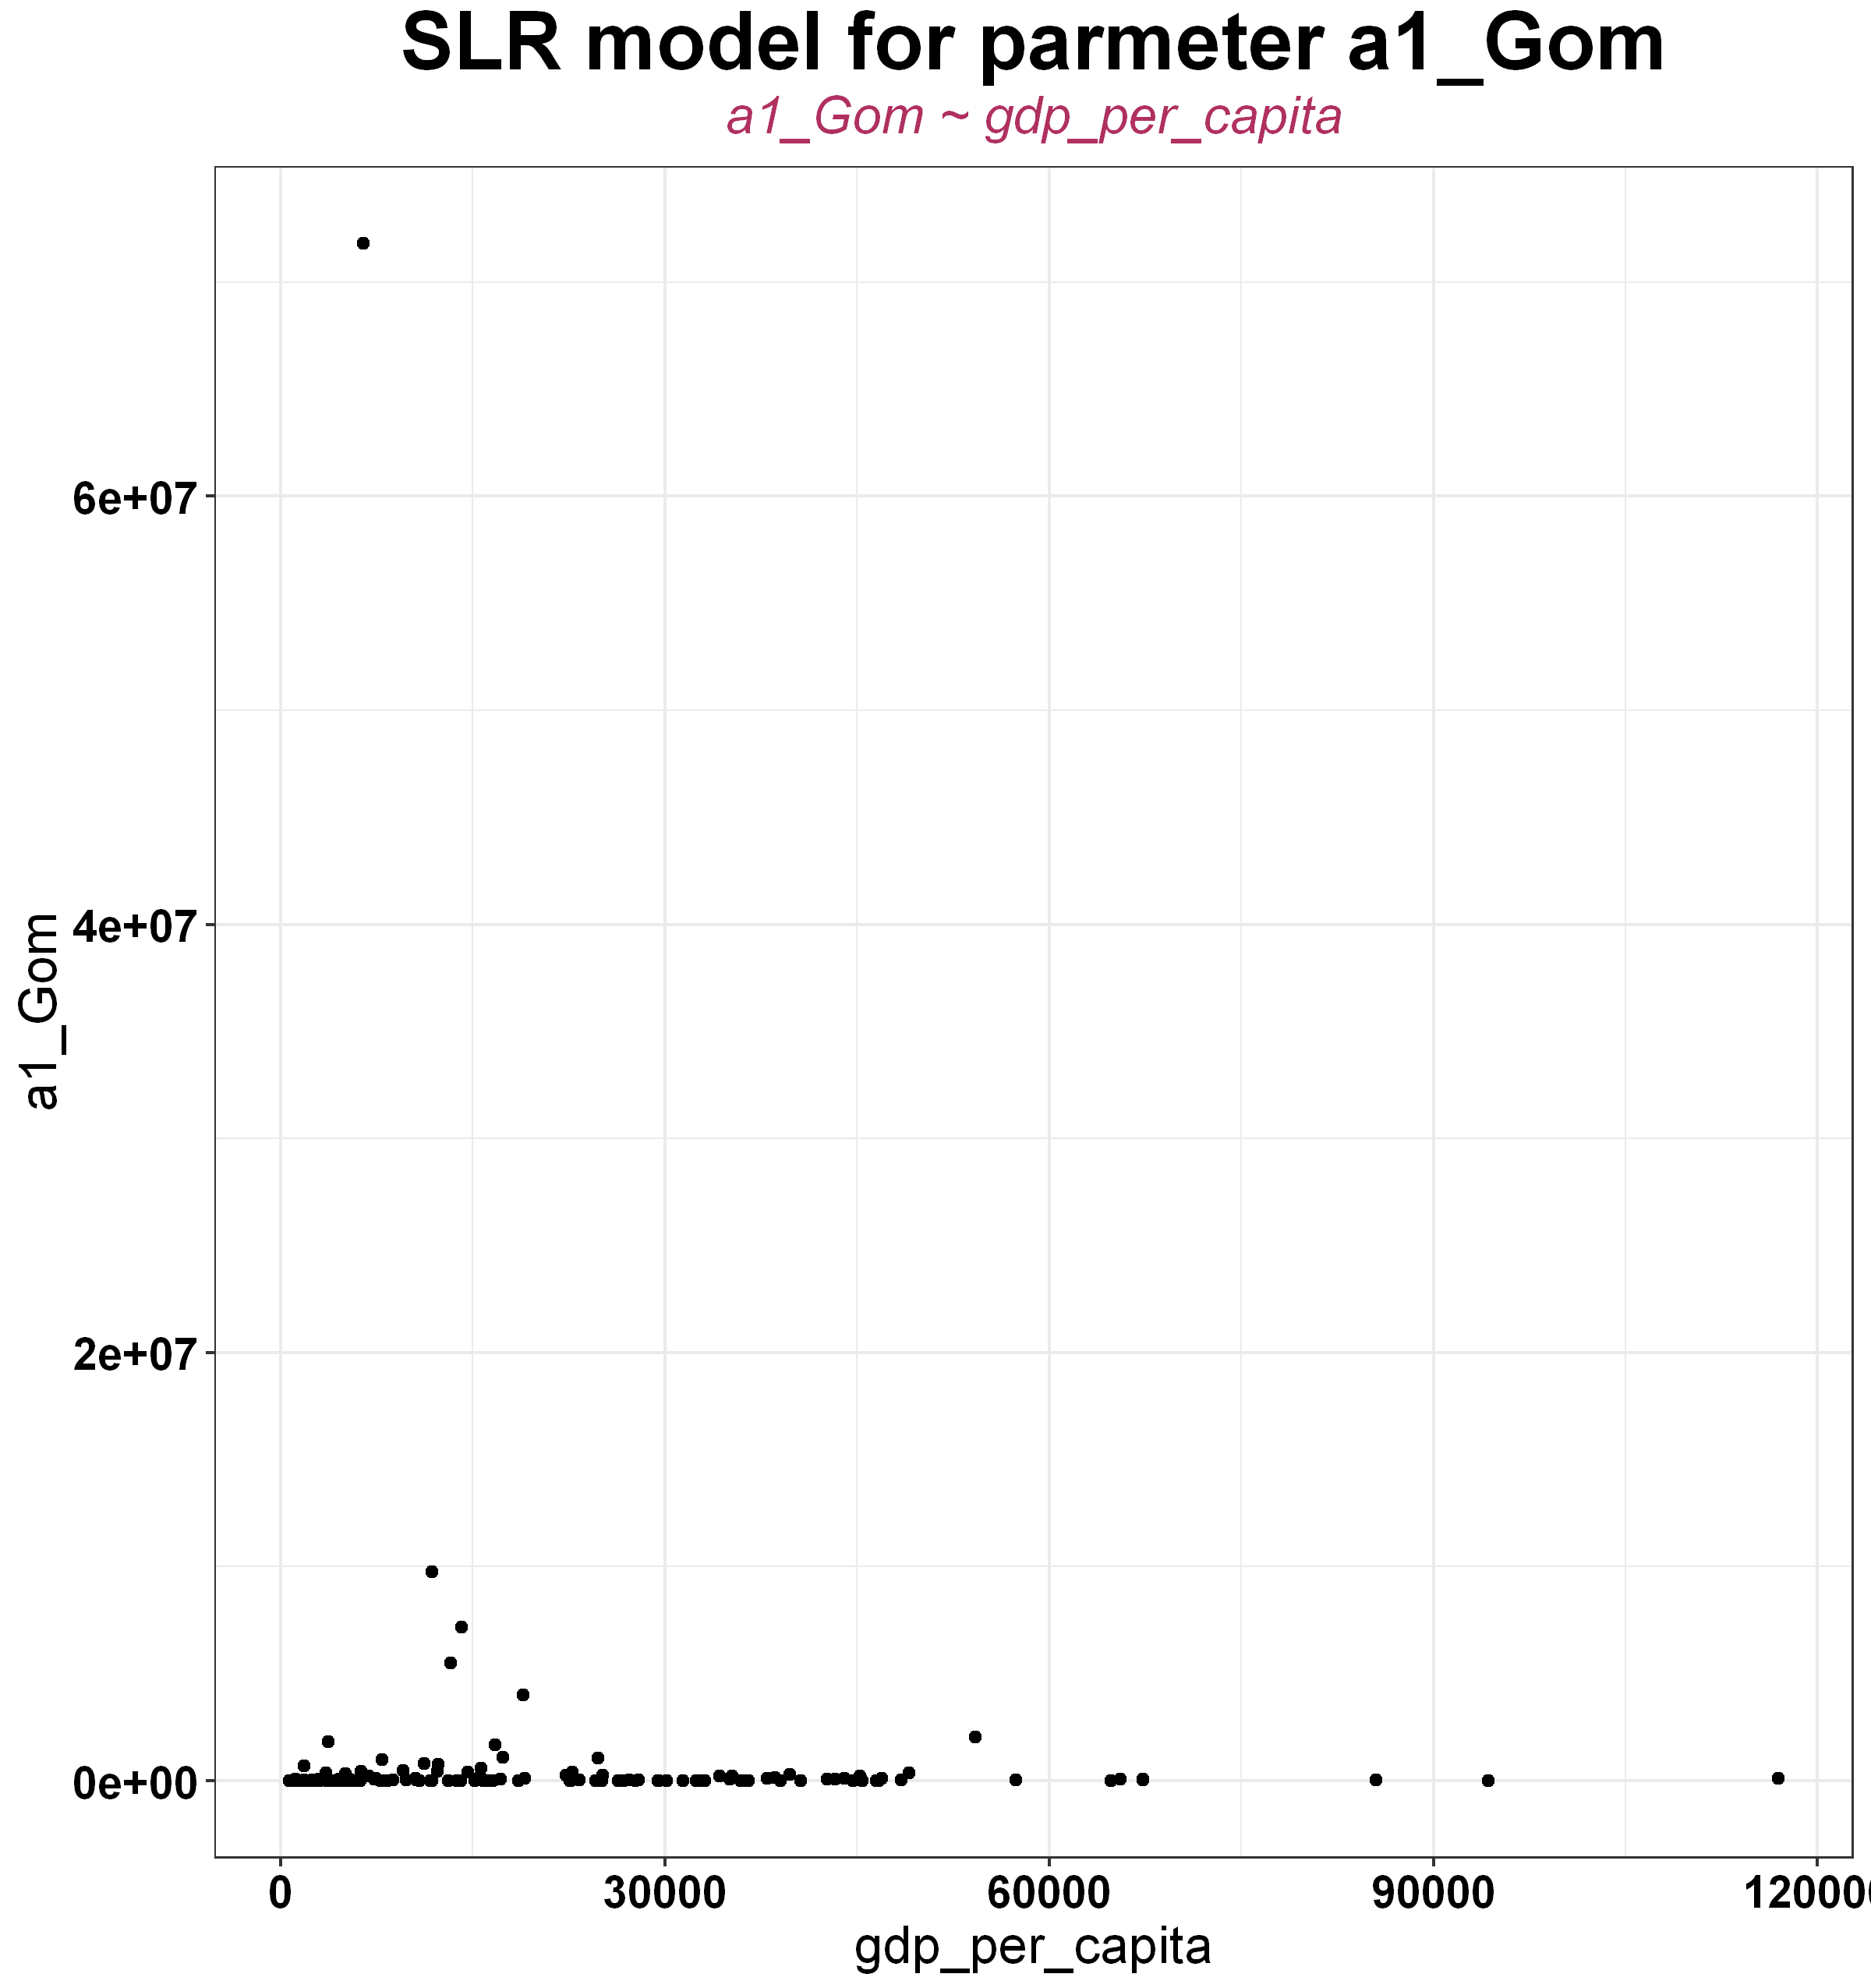 SLR model for parmeter a1_Gom
a1_Gom ~ gdp_per_capita
a1_Gom
6e+07
4e+07
2e+07
0e+00
0 30000 60000 90000 120000
gdp_per_capita